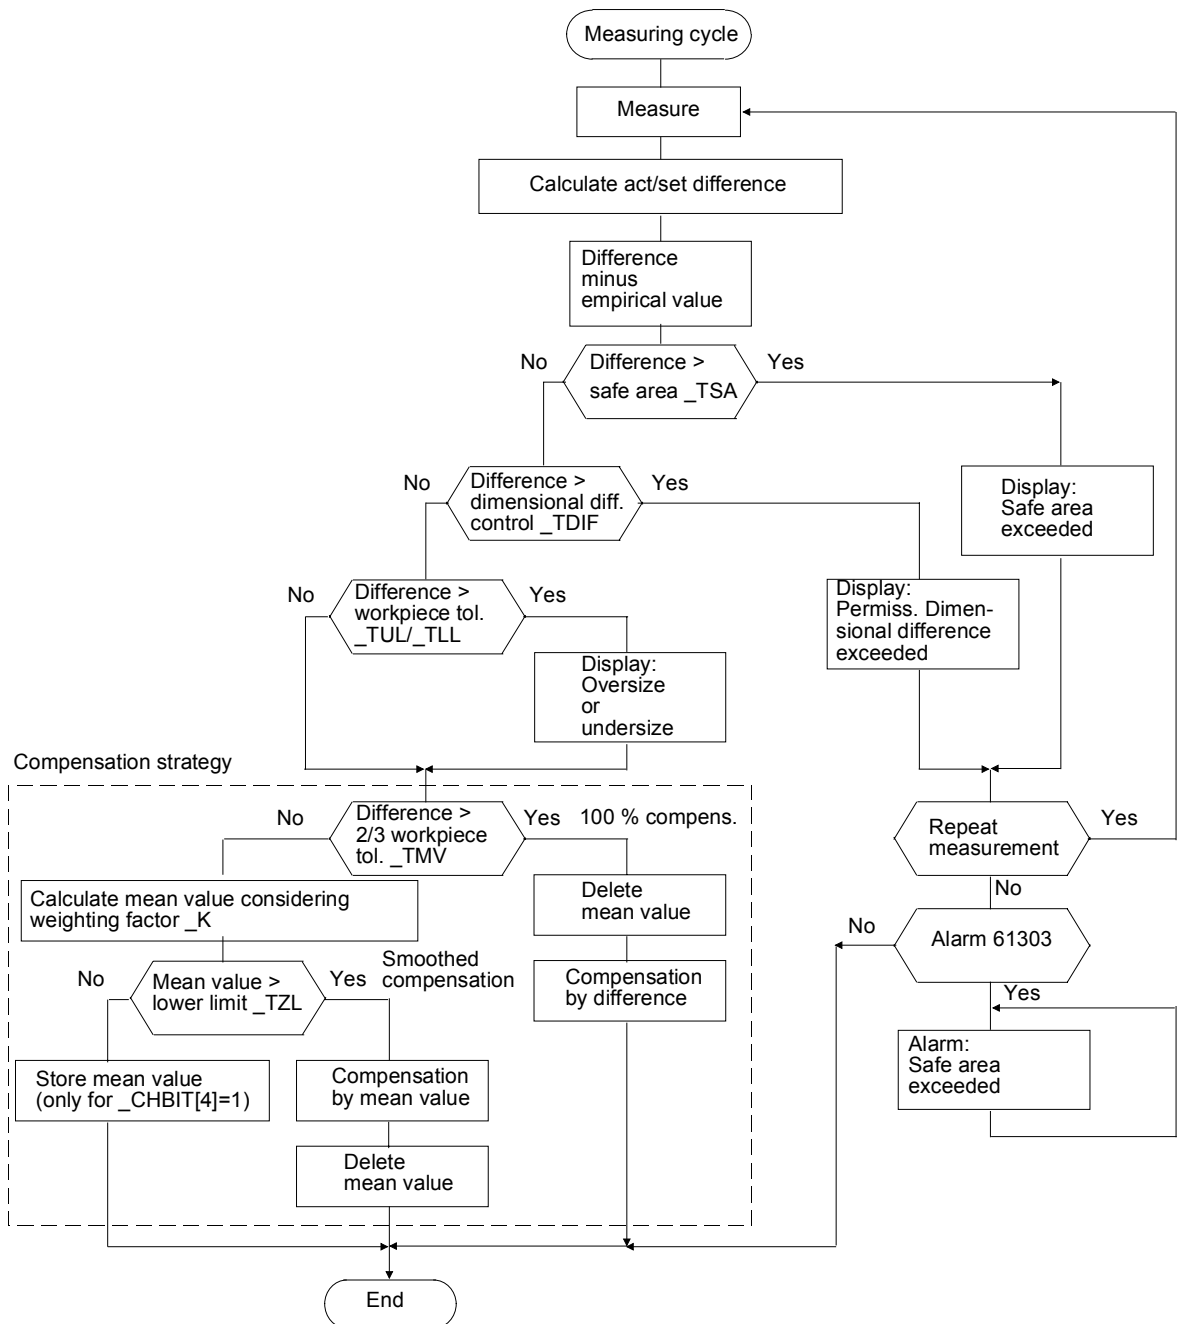 Measuring cycle
Measure
Calculate act/set difference
Difference
minus
empirical value
No
Difference >
safe area _TSA
Yes
No
Difference >
dimensional diff.
control _TDIF
Yes
Display:
Safe area
exceeded
No
Difference >
workpiece tol.
_TUL/_TLL
Yes
Display:
Permiss. Dimen-
sional difference
exceeded
Display:
Oversize
or
undersize
Compensation strategy
No
Difference >
2/3 workpiece
tol. _TMV
Yes
100 % compens.
Repeat
measurement
Yes
No
Calculate mean value considering
weighting factor _K
Delete
mean value
No
Alarm 61303
Yes
No
Mean value >
lower limit _TZL
Yes
Smoothed
compensation
Compensation
by difference
Alarm:
Safe area
exceeded
Store mean value
(only for _CHBIT[4]=1)
Compensation
by mean value
Delete
mean value
End